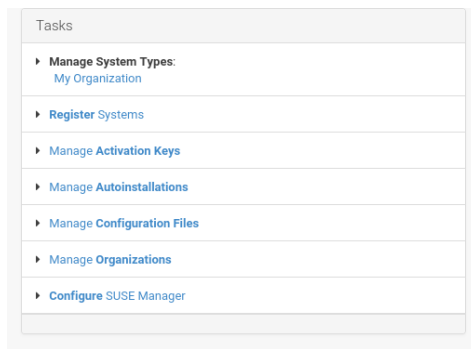 Tasks
Manage System Types:
My Organization
Register Systems
Manage Activation Keys
Manage Autoinstallations
Manage Configuration Files
Manage Organizations
Configure SUSE Manager